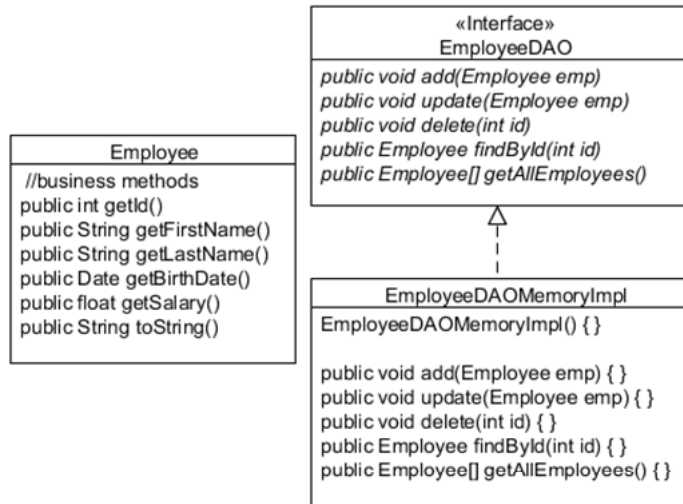 «Interface»
EmployeeDAO
public void add(Employee emp)
public void update(Employee emp)
public void delete(int id)
public Employee findById(int id)
public Employee[] getAllEmployees()
Employee
//business methods
public int getId()
public String getFirstName()
public String getLastName()
public Date getBirthDate()
public float getSalary()
public String toString()
EmployeeDAOMemoryImpl
EmployeeDAOMemoryImpl() { }
public void add(Employee emp) { }
public void update(Employee emp) { }
public void delete(int id) { }
public Employee findById(int id) { }
public Employee[] getAllEmployees() { }